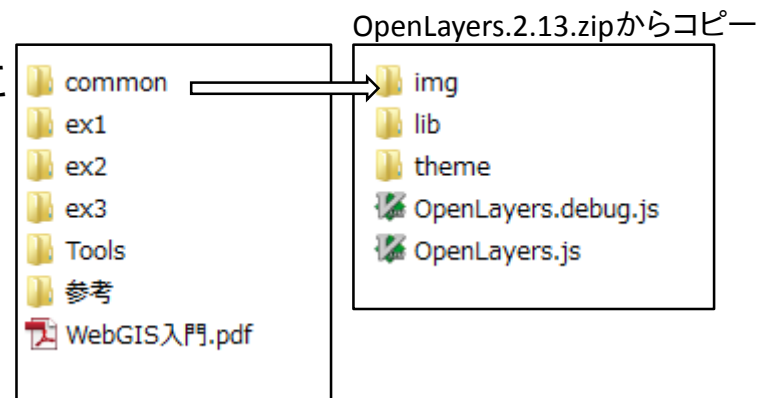 OpenLayers.2.13.zipからコピー
common
ex1
ex2
ex3
Tools
参考
WebGIS入門.pdf
img
lib
theme
OpenLayers.debug.js
OpenLayers.js